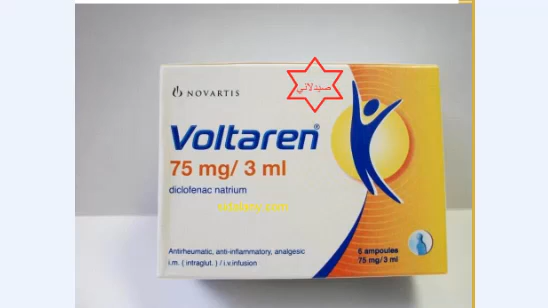 صيدلاني
NOVARTIS
Voltaren®
75 mg/ 3 ml
diclofenac natrium
Antirheumatic, anti-inflammatory, analgesic
i.m. ( intraglut. ) / i.v.infusion
6 ampoules
75 mg/3 ml